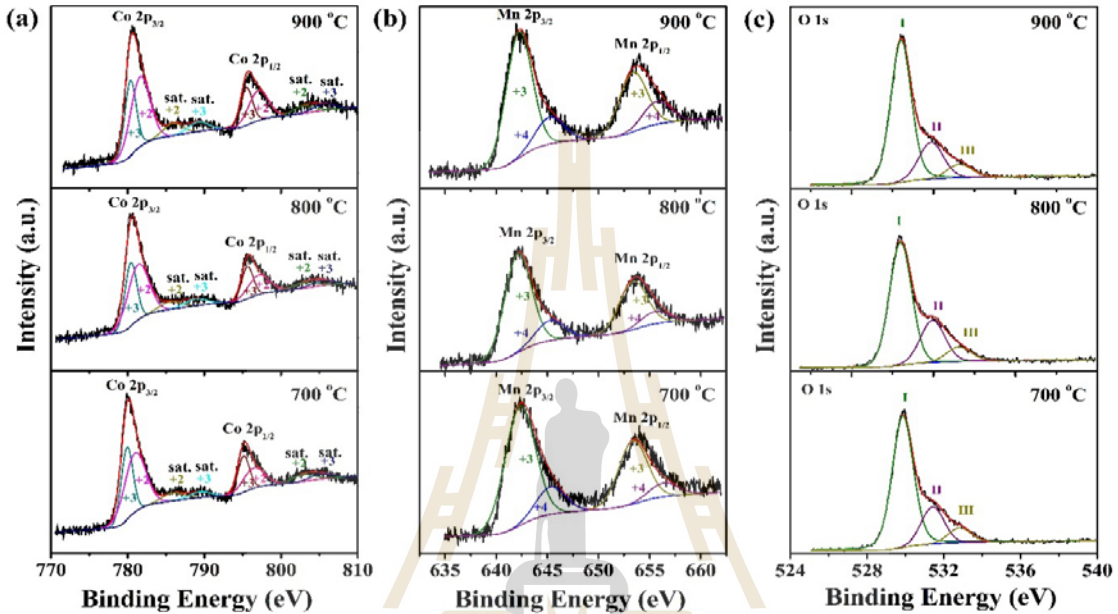 (a)
Co 2p3/2
900 °C
Co 2p1/2
sat.
+2
sat.
+3
sat.
+2
sat.
+3
+3
+2
+3
+2
Co 2p3/2
800 °C
Co 2p1/2
sat.
+2
sat.
+3
sat.
+2
sat.
+3
+3
+2
+3
+2
Co 2p3/2
700 °C
Co 2p1/2
sat.
+2
sat.
+3
sat.
+2
sat.
+3
+3
+2
+3
Intensity (a.u.)
770 780 790 800 810
Binding Energy (eV)
(b)
Mn 2p3/2
900 °C
Mn 2p1/2
+3
+4
+3
+4
Mn 2p3/2
800 °C
Mn 2p1/2
+3
+4
+3
+4
Mn 2p3/2
700 °C
Mn 2p1/2
+3
+4
+3
+4
Intensity (a.u.)
635 640 645 650 655 660
Binding Energy (eV)
(c)
O 1s
I
900 °C
II
III
O 1s
I
800 °C
II
III
O 1s
I
700 °C
II
III
Intensity (a.u.)
524 528 532 536 540
Binding Energy (eV)